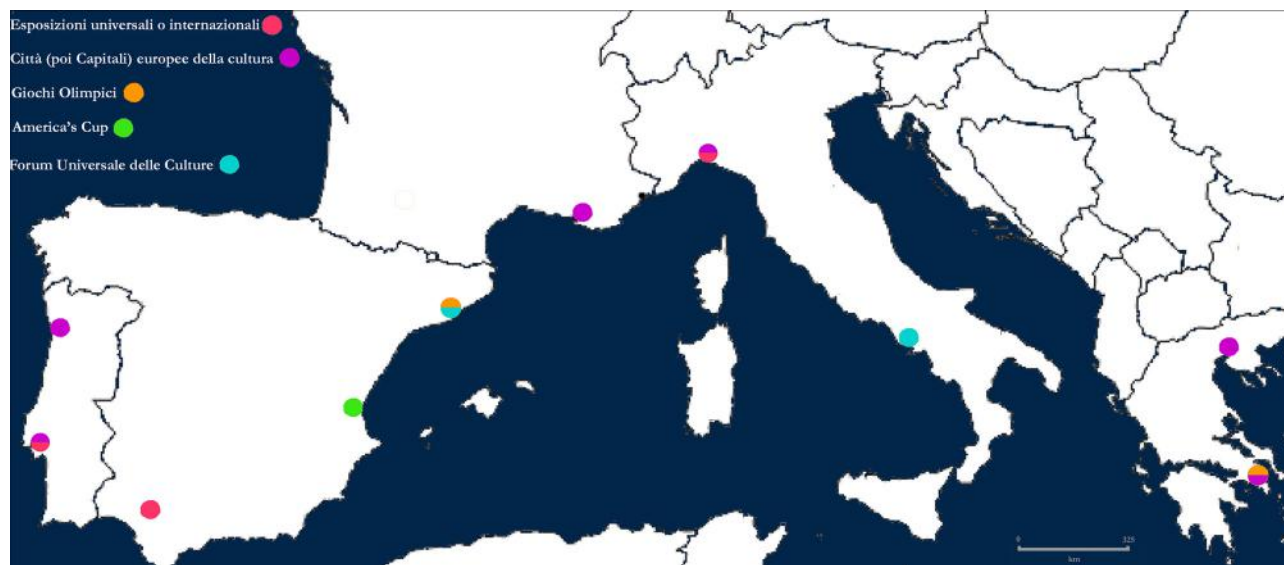 Esposizioni universali o internazionali
Città (poi Capitali) europee della cultura
Giochi Olimpici
America's Cup
Forum Universale delle Culture
0 325
km